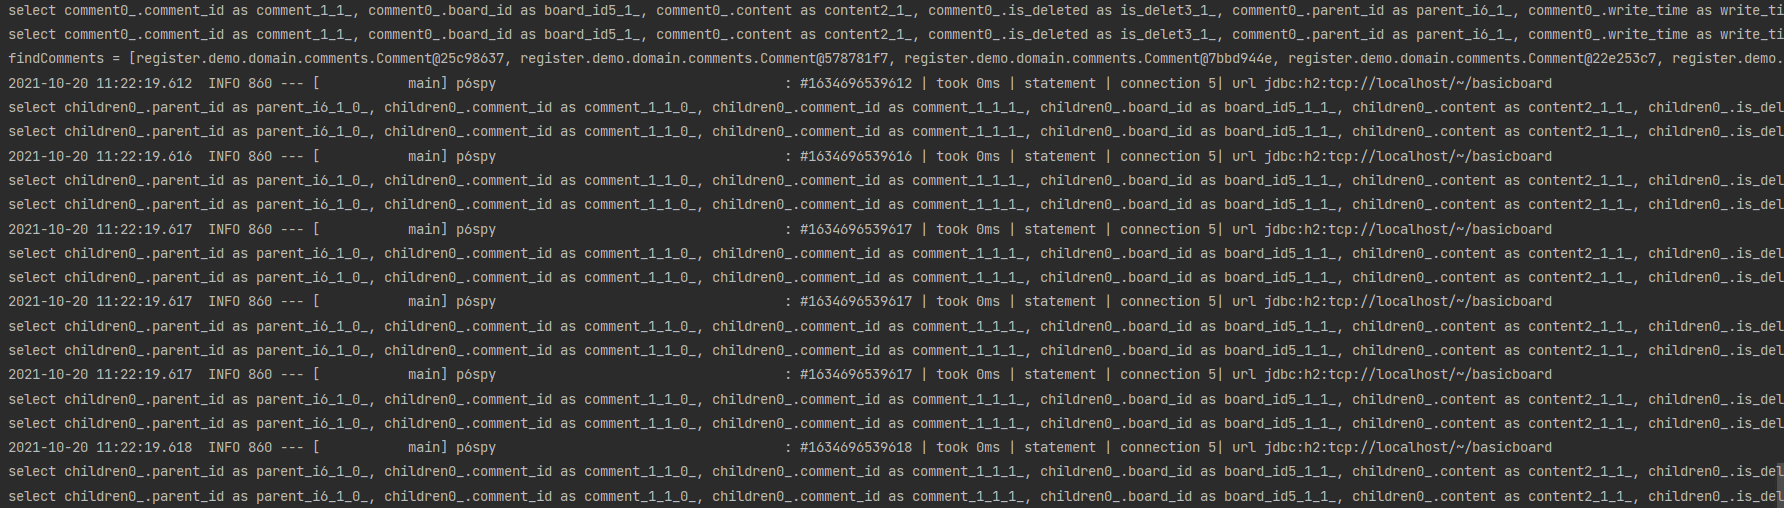 select comment0_.comment_id as comment_1_1_, comment0_.board_id as board_id5_1_, comment0_.content as content2_1_, comment0_.is_deleted as is_delet3_1_, comment0_.parent_id as parent_i6_1_, comment0_.write_time as write_ti
select comment0_.comment_id as comment_1_1_, comment0_.board_id as board_id5_1_, comment0_.content as content2_1_, comment0_.is_deleted as is_delet3_1_, comment0_.parent_id as parent_i6_1_, comment0_.write_time as write_ti
findComments = [register.demo.domain.comments.Comment@25c98637, register.demo.domain.comments.Comment@578781f7, register.demo.domain.comments.Comment@7bbd944e, register.demo.domain.comments.Comment@22e253c7, register.demo.
2021-10-20 11:22:19.612  INFO 860 --- [           main] p6spy                                    : #1634696539612 | took 0ms | statement | connection 5| url jdbc:h2:tcp://localhost/~/basicboard
select children0_.parent_id as parent_i6_1_0_, children0_.comment_id as comment_1_1_0_, children0_.comment_id as comment_1_1_1_, children0_.board_id as board_id5_1_1_, children0_.content as content2_1_1_, children0_.is_del
select children0_.parent_id as parent_i6_1_0_, children0_.comment_id as comment_1_1_0_, children0_.comment_id as comment_1_1_1_, children0_.board_id as board_id5_1_1_, children0_.content as content2_1_1_, children0_.is_del
2021-10-20 11:22:19.616  INFO 860 --- [           main] p6spy                                    : #1634696539616 | took 0ms | statement | connection 5| url jdbc:h2:tcp://localhost/~/basicboard
select children0_.parent_id as parent_i6_1_0_, children0_.comment_id as comment_1_1_0_, children0_.comment_id as comment_1_1_1_, children0_.board_id as board_id5_1_1_, children0_.content as content2_1_1_, children0_.is_del
select children0_.parent_id as parent_i6_1_0_, children0_.comment_id as comment_1_1_0_, children0_.comment_id as comment_1_1_1_, children0_.board_id as board_id5_1_1_, children0_.content as content2_1_1_, children0_.is_del
2021-10-20 11:22:19.617  INFO 860 --- [           main] p6spy                                    : #1634696539617 | took 0ms | statement | connection 5| url jdbc:h2:tcp://localhost/~/basicboard
select children0_.parent_id as parent_i6_1_0_, children0_.comment_id as comment_1_1_0_, children0_.comment_id as comment_1_1_1_, children0_.board_id as board_id5_1_1_, children0_.content as content2_1_1_, children0_.is_del
select children0_.parent_id as parent_i6_1_0_, children0_.comment_id as comment_1_1_0_, children0_.comment_id as comment_1_1_1_, children0_.board_id as board_id5_1_1_, children0_.content as content2_1_1_, children0_.is_del
2021-10-20 11:22:19.617  INFO 860 --- [           main] p6spy                                    : #1634696539617 | took 0ms | statement | connection 5| url jdbc:h2:tcp://localhost/~/basicboard
select children0_.parent_id as parent_i6_1_0_, children0_.comment_id as comment_1_1_0_, children0_.comment_id as comment_1_1_1_, children0_.board_id as board_id5_1_1_, children0_.content as content2_1_1_, children0_.is_del
select children0_.parent_id as parent_i6_1_0_, children0_.comment_id as comment_1_1_0_, children0_.comment_id as comment_1_1_1_, children0_.board_id as board_id5_1_1_, children0_.content as content2_1_1_, children0_.is_del
2021-10-20 11:22:19.617  INFO 860 --- [           main] p6spy                                    : #1634696539617 | took 0ms | statement | connection 5| url jdbc:h2:tcp://localhost/~/basicboard
select children0_.parent_id as parent_i6_1_0_, children0_.comment_id as comment_1_1_0_, children0_.comment_id as comment_1_1_1_, children0_.board_id as board_id5_1_1_, children0_.content as content2_1_1_, children0_.is_del
select children0_.parent_id as parent_i6_1_0_, children0_.comment_id as comment_1_1_0_, children0_.comment_id as comment_1_1_1_, children0_.board_id as board_id5_1_1_, children0_.content as content2_1_1_, children0_.is_del
2021-10-20 11:22:19.618  INFO 860 --- [           main] p6spy                                    : #1634696539618 | took 0ms | statement | connection 5| url jdbc:h2:tcp://localhost/~/basicboard
select children0_.parent_id as parent_i6_1_0_, children0_.comment_id as comment_1_1_0_, children0_.comment_id as comment_1_1_1_, children0_.board_id as board_id5_1_1_, children0_.content as content2_1_1_, children0_.is_del
select children0_.parent_id as parent_i6_1_0_, children0_.comment_id as comment_1_1_0_, children0_.comment_id as comment_1_1_1_, children0_.board_id as board_id5_1_1_, children0_.content as content2_1_1_, children0_.is_del